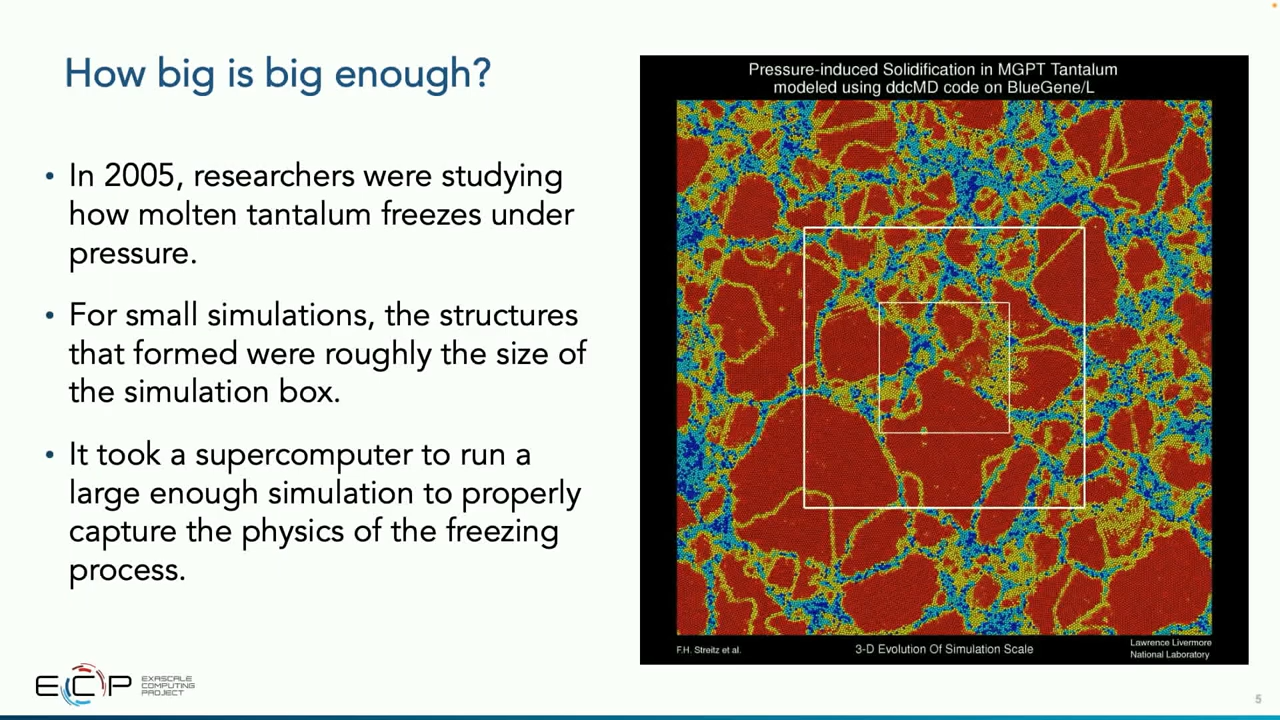 How big is big enough?
• In 2005, researchers were studying
how molten tantalum freezes under
pressure.
• For small simulations, the structures
that formed were roughly the size of
the simulation box.
• It took a supercomputer to run a
large enough simulation to properly
capture the physics of the freezing
process.
Pressure-induced Solidification in MGPT Tantalum
modeled using ddcMD code on BlueGene/L
F.H. Streitz et al.
3-D Evolution Of Simulation Scale
Lawrence Livermore
National Laboratory
ECP
EXASCALE
COMPUTING
PROJECT
5